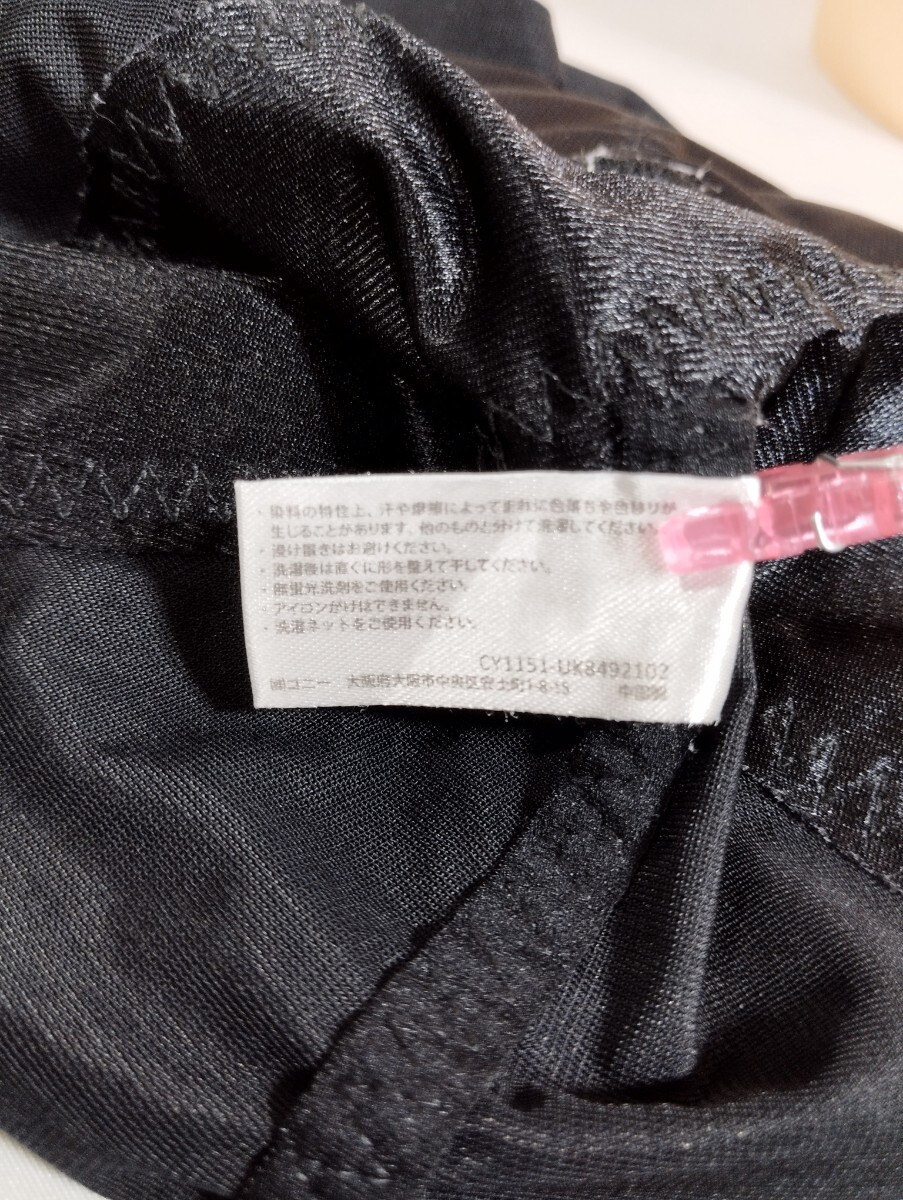 ・染料の特性上、汗や摩擦によってまれに色落ちや色移りが
生じることがあります。他のものと分けて洗濯してください。
・浸け置きはお避けください。
・洗濯後は直ぐに形を整えて干してください。
・無蛍光洗剤をご使用ください。
・アイロンがけはできません。
・洗濯ネットをご使用ください。
CY1151-UK8492102
㈱コニー 大阪府大阪市中央区安土町1-8-15 中国製